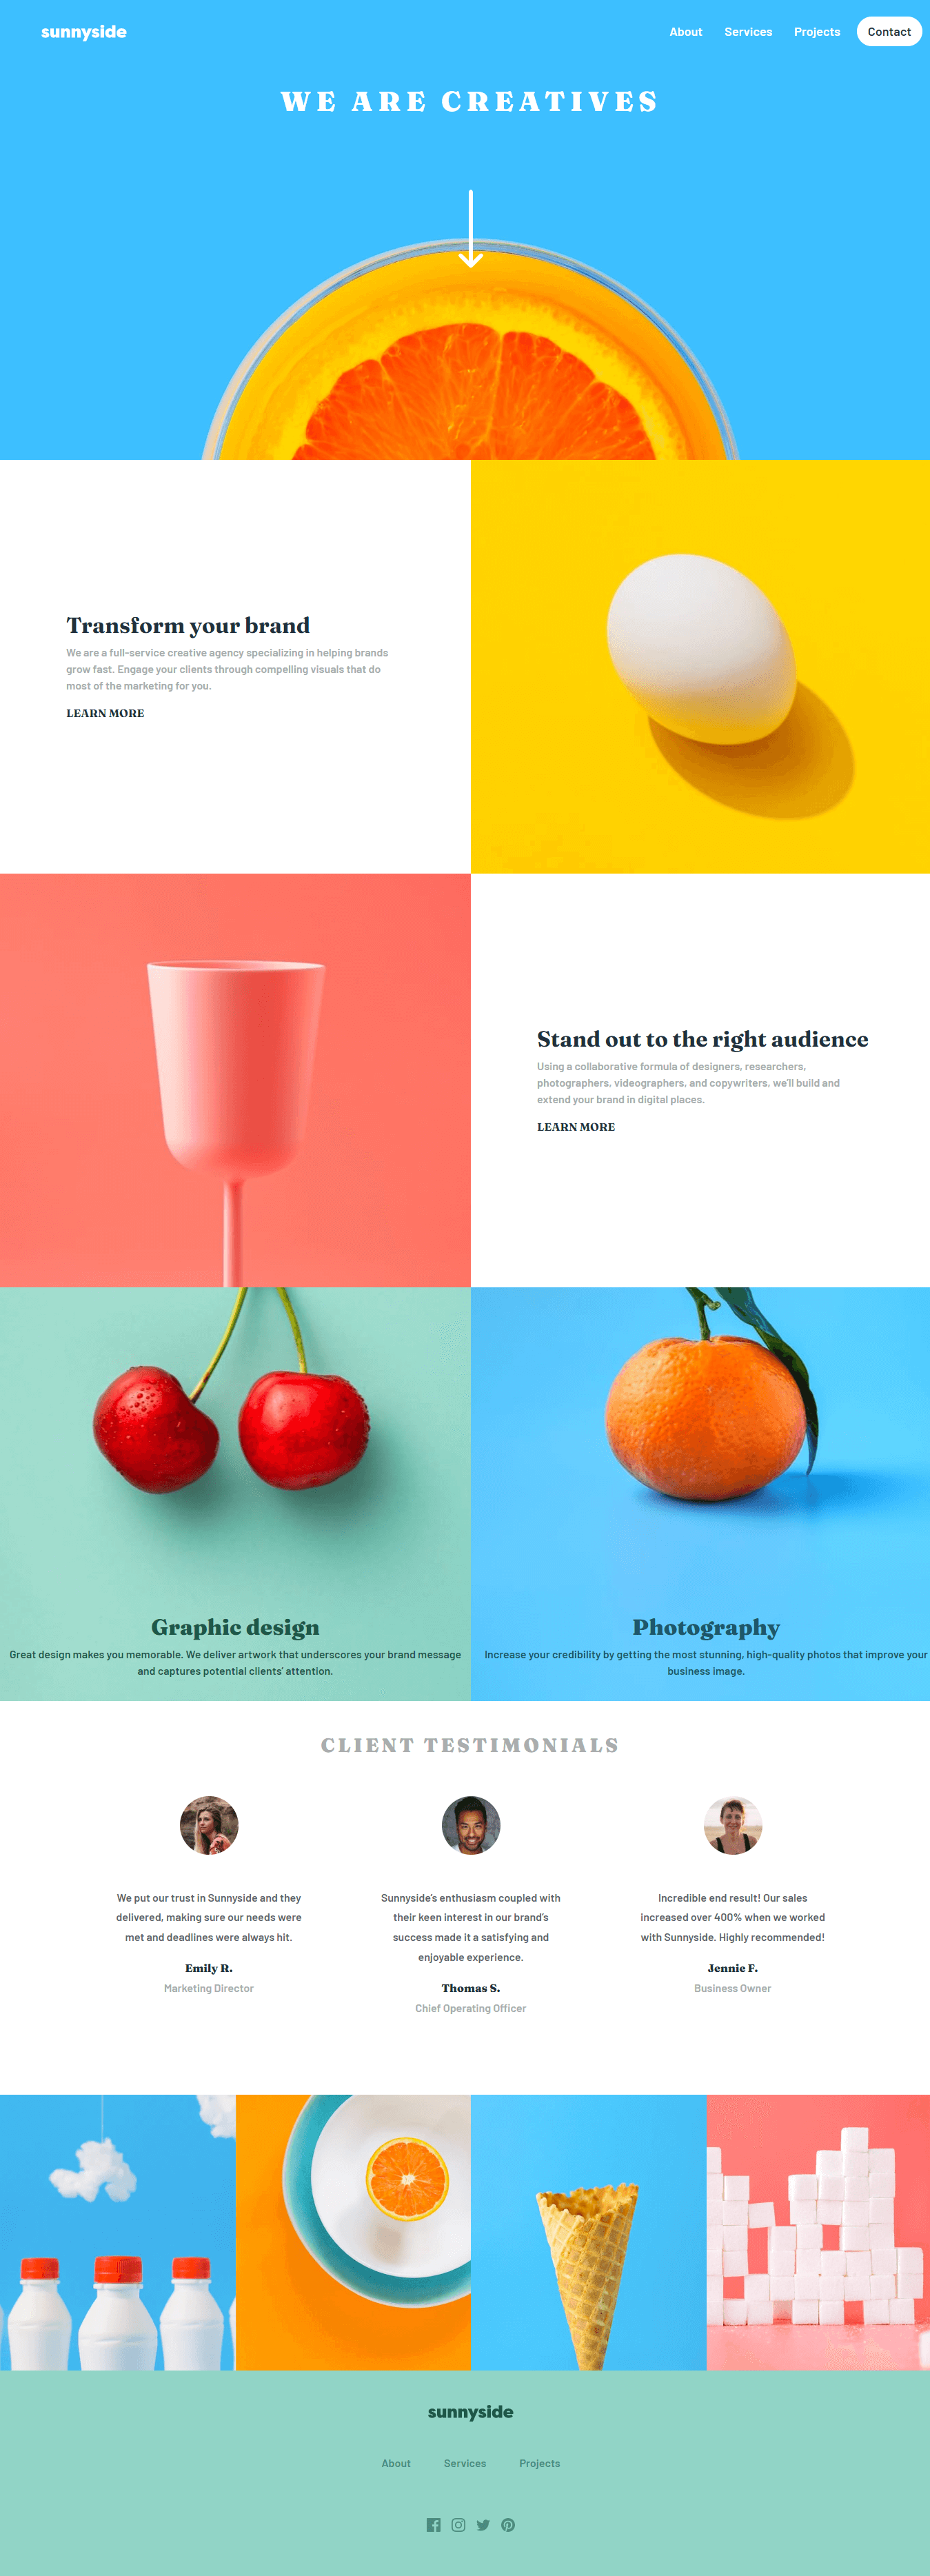 sunnyside
About Services Projects Contact
WE ARE CREATIVES
Transform your brand
We are a full-service creative agency specializing in helping brands
grow fast. Engage your clients through compelling visuals that do
most of the marketing for you.
LEARN MORE
Stand out to the right audience
Using a collaborative formula of designers, researchers,
photographers, videographers, and copywriters, we'll build and
extend your brand in digital places.
LEARN MORE
Graphic design
Great design makes you memorable. We deliver artwork that underscores your brand message
and captures potential clients' attention.
Photography
Increase your credibility by getting the most stunning, high-quality photos that improve your
business image.
CLIENT TESTIMONIALS
We put our trust in Sunnyside and they
delivered, making sure our needs were
met and deadlines were always hit.
Emily R.
Marketing Director
Sunnyside's enthusiasm coupled with
their keen interest in our brand's
success made it a satisfying and
enjoyable experience.
Thomas S.
Chief Operating Officer
Incredible end result! Our sales
increased over 400% when we worked
with Sunnyside. Highly recommended!
Jennie F.
Business Owner
sunnyside
About Services Projects